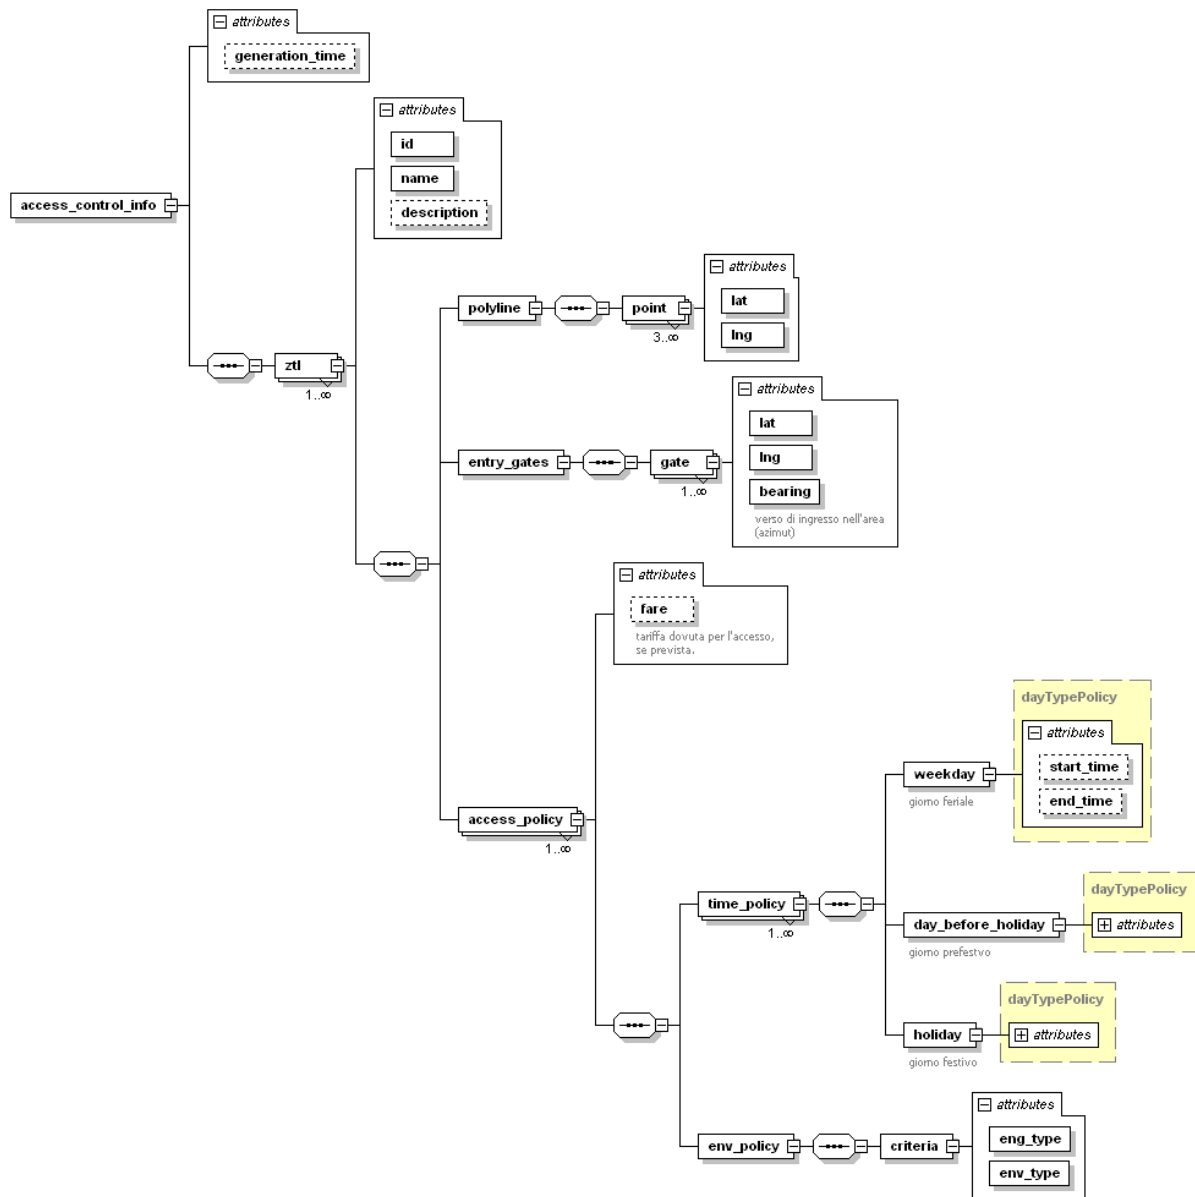 attributes
generation_time
attributes
id
name
description
access_control_info
attributes
lat
lng
polyline
point
3..∞
ztl
1..∞
attributes
lat
lng
bearing
verso di ingresso nell'area
(azimut)
entry_gates
gate
1..∞
attributes
fare
tariffa dovuta per l'accesso,
se prevista.
access_policy
1..∞
dayTypePolicy
attributes
start_time
end_time
weekday
giorno feriale
time_policy
1..∞
dayTypePolicy
day_before_holiday
attributes
giorno prefestvo
dayTypePolicy
holiday
attributes
giorno festivo
attributes
eng_type
env_type
env_policy
criteria